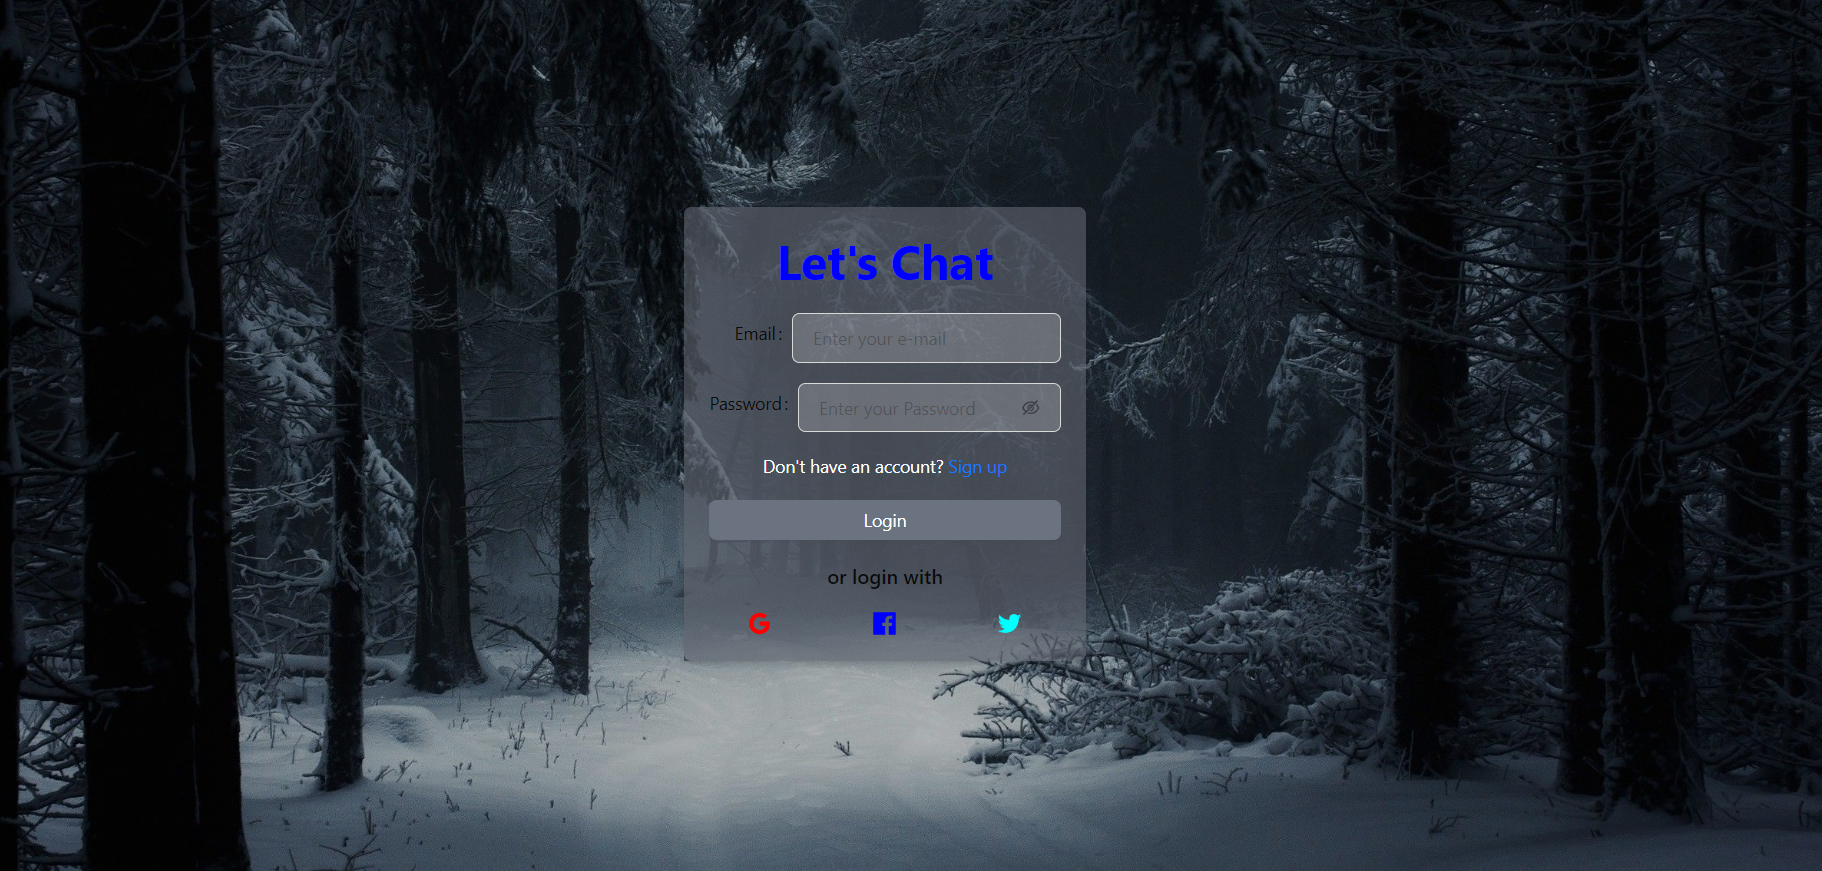 Let's Chat
Email :
Enter your e-mail
Password :
Enter your Password
Don't have an account? Sign up
Login
or login with